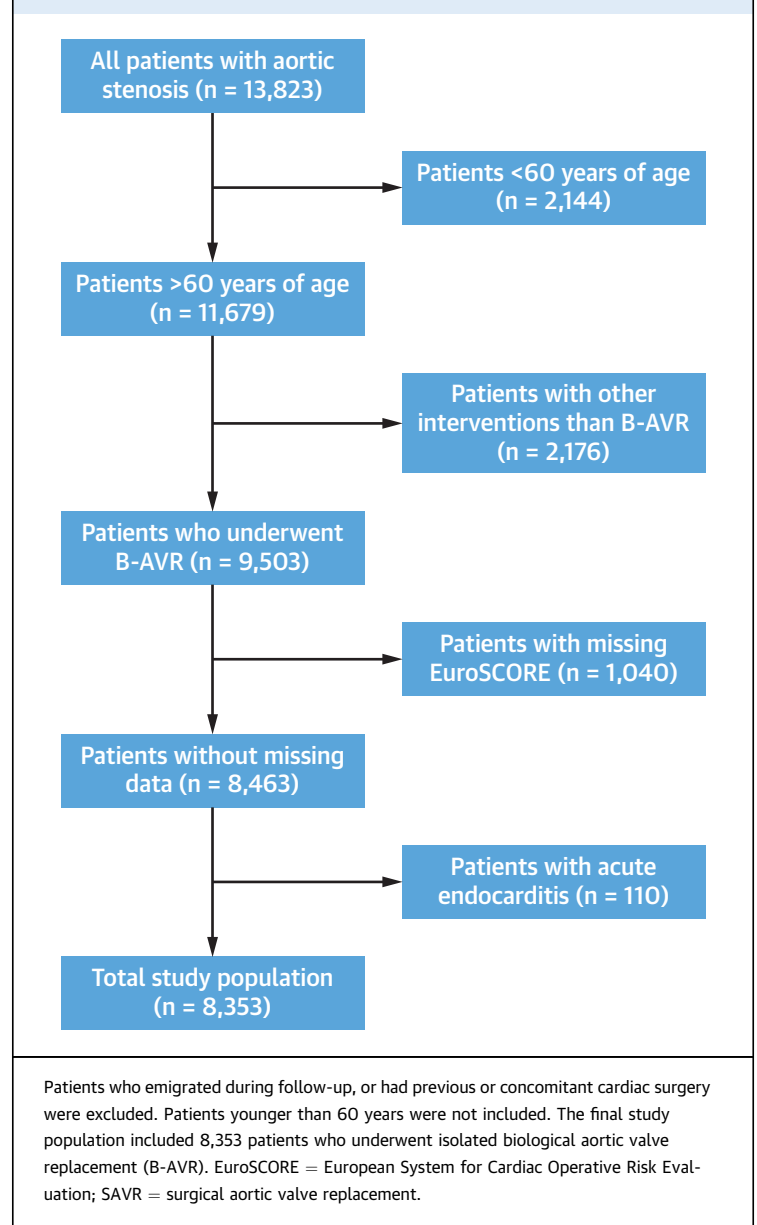 All patients with aortic
stenosis (n = 13,823)
Patients <60 years of age
(n = 2,144)
Patients >60 years of age
(n = 11,679)
Patients with other
interventions than B-AVR
(n = 2,176)
Patients who underwent
B-AVR (n = 9,503)
Patients with missing
EuroSCORE (n = 1,040)
Patients without missing
data (n = 8,463)
Patients with acute
endocarditis (n = 110)
Total study population
(n = 8,353)
Patients who emigrated during follow-up, or had previous or concomitant cardiac surgery
were excluded. Patients younger than 60 years were not included. The final study
population included 8,353 patients who underwent isolated biological aortic valve
replacement (B-AVR). EuroSCORE = European System for Cardiac Operative Risk Eval-
uation; SAVR = surgical aortic valve replacement.